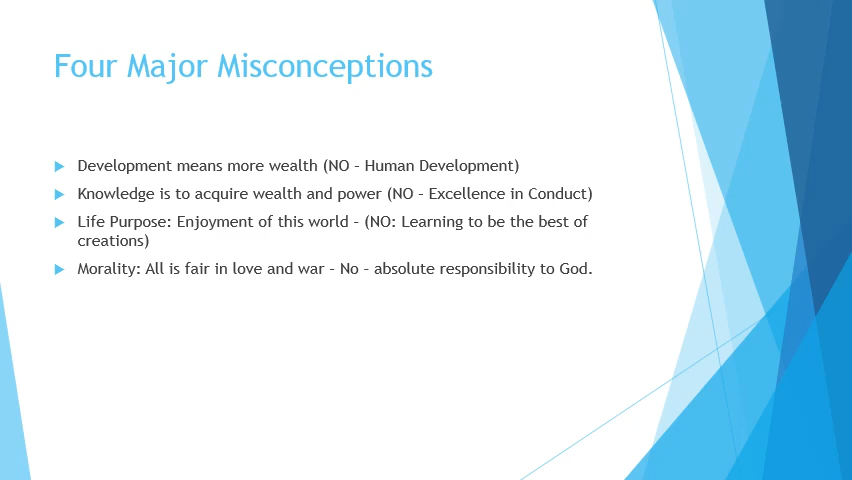 Four Major Misconceptions
Development means more wealth (NO – Human Development)
Knowledge is to acquire wealth and power (NO – Excellence in Conduct)
Life Purpose: Enjoyment of this world – (NO: Learning to be the best of
creations)
Morality: All is fair in love and war – No – absolute responsibility to God.